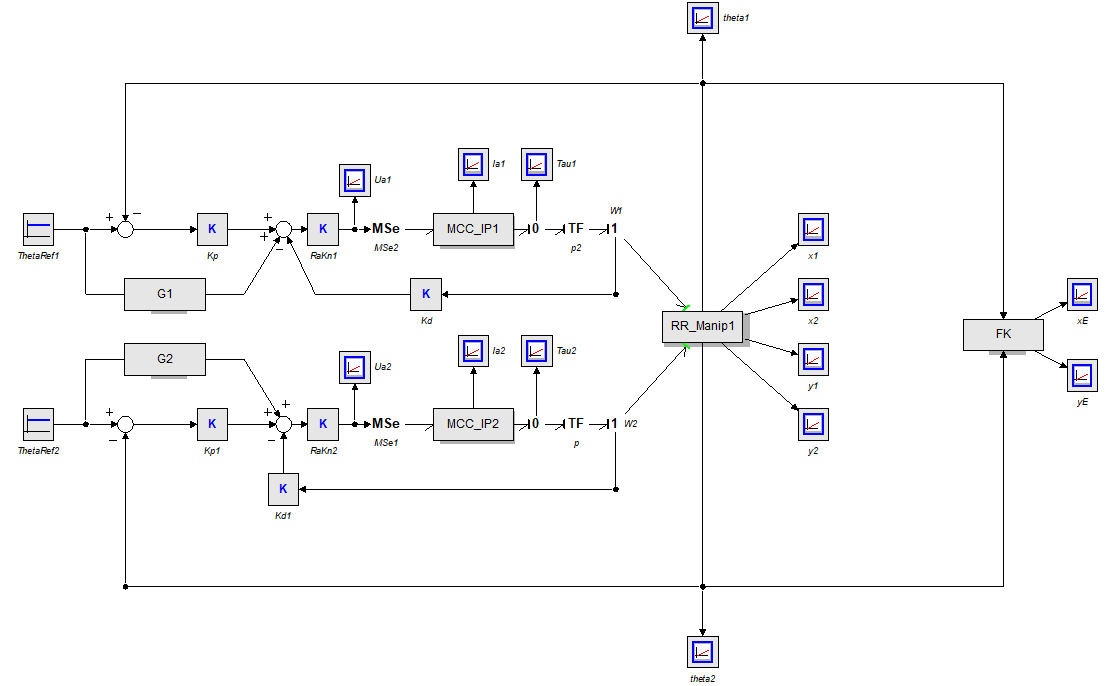 theta1
Ua1
Ia1
Tau1
W1
+
−
+
+
−
K
K
MSe
MCC_IP1
0
TF
1
ThetaRef1
Kp
RaKn1
MSe2
p2
x1
G1
K
Kd
x2
xE
RR_Manip1
FK
G2
Ua2
Ia2
Tau2
y1
yE
+
−
+
+
−
K
K
MSe
MCC_IP2
0
TF
1
W2
ThetaRef2
Kp1
RaKn2
MSe1
p
y2
K
Kd1
theta2